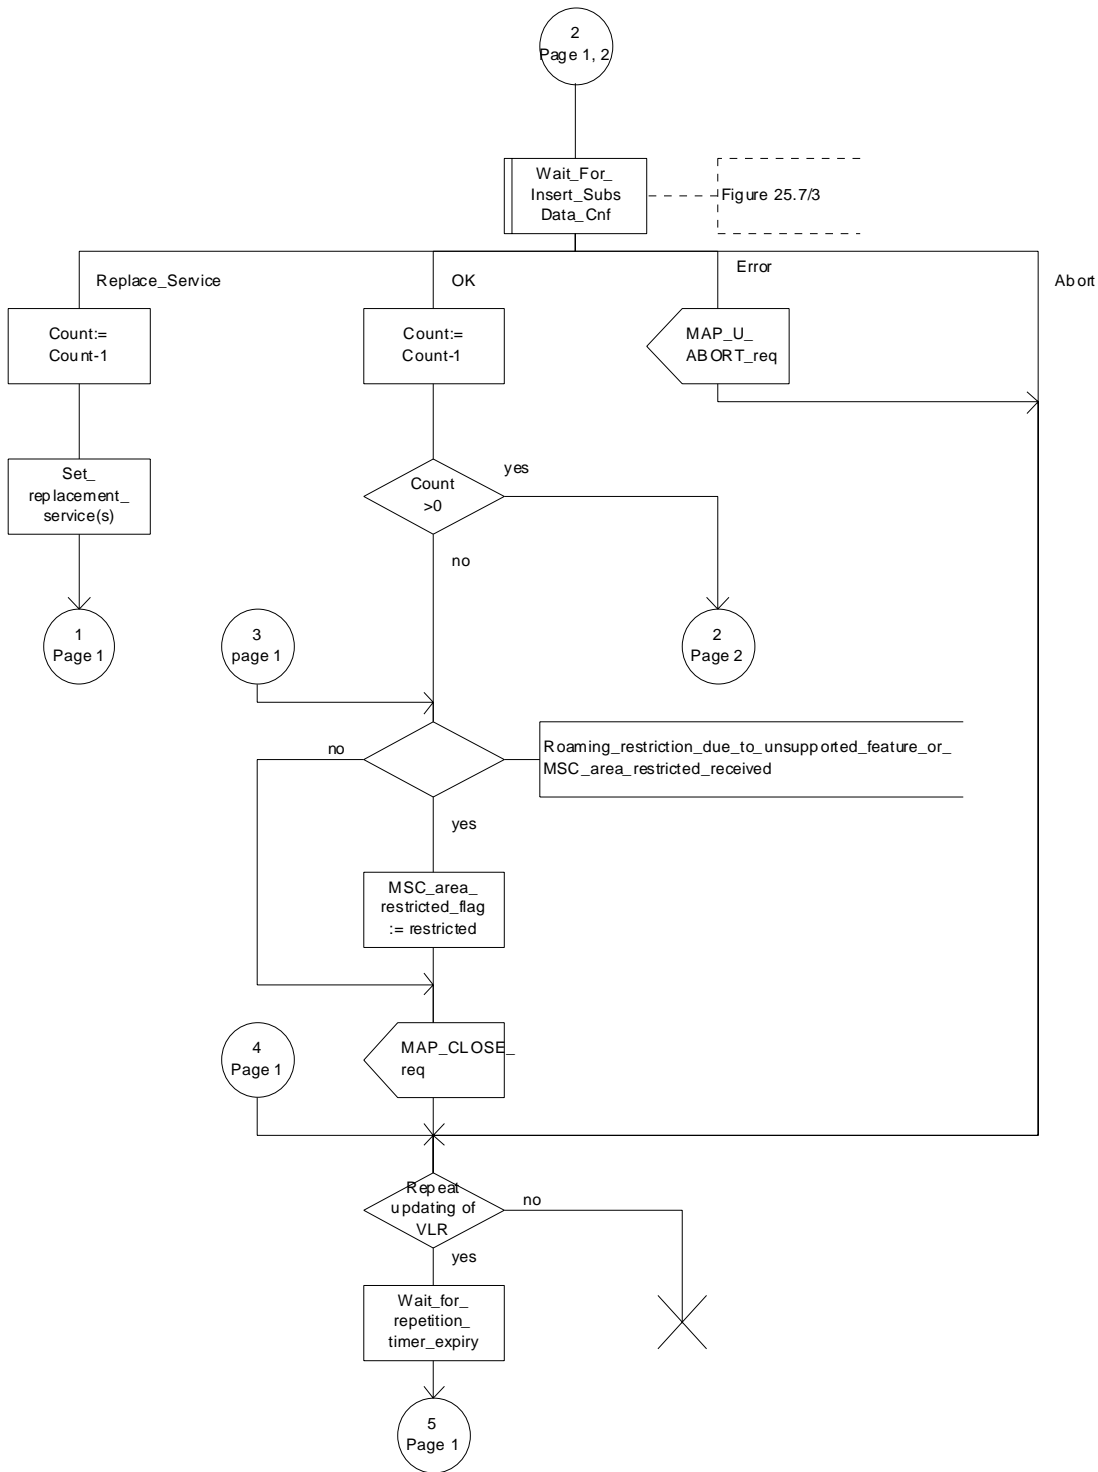 2
Page 1, 2
Wait_For_
Insert_Subs
Data_Cnf
Figure 25.7/3
Replace_Service
OK
Error
Abort
Count:=
Count-1
Count:=
Count-1
MAP_U_
ABORT_req
Set_
replacement_
service(s)
Count
>0
yes
no
1
Page 1
3
page 1
2
Page 2
no
Roaming_restriction_due_to_unsupported_feature_or_
MSC_area_restricted_received
yes
MSC_area_
restricted_flag
:= restricted
4
Page 1
MAP_CLOSE_
req
Repeat
updating of
VLR
no
yes
Wait_for_
repetition_
timer_expiry
5
Page 1